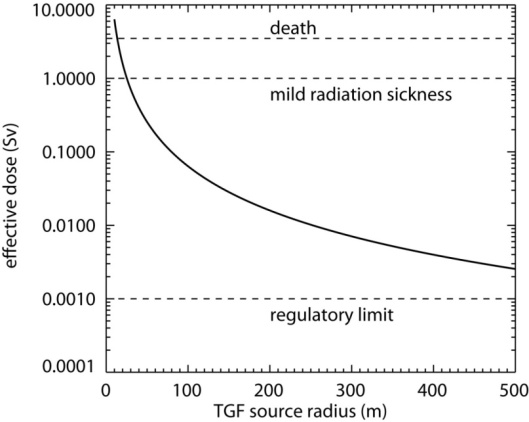 10.0000
death
1.0000
mild radiation sickness
0.1000
effective dose (Sv)
0.0100
0.0010
regulatory limit
0.0001
0 100 200 300 400 500
TGF source radius (m)